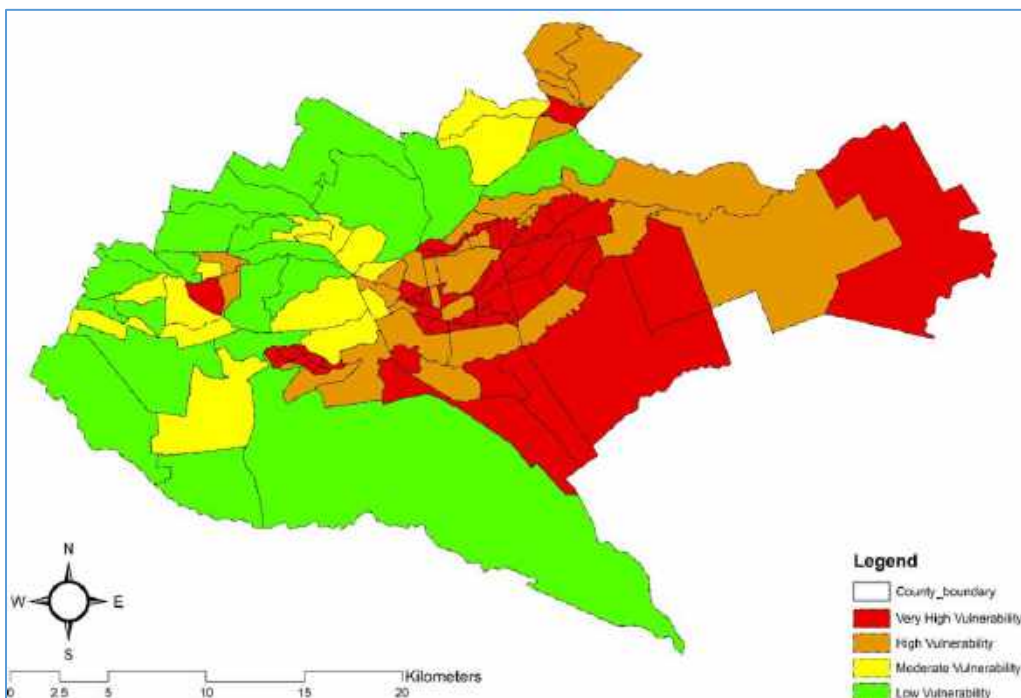 N
W E
S
Legend
County_boundary
Very High Vulnerability
High Vulnerability
Moderate Vulnerability
Low Vulnerability
Kilometers
0 2.5 5 10 15 20